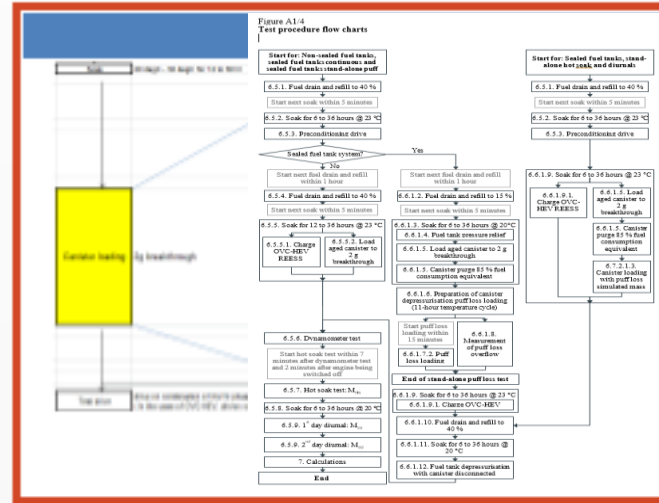 Figure A1/4
Test procedure flow charts
Start for: Non-sealed fuel tanks,
sealed fuel tanks continuous and
sealed fuel tanks stand-alone puff
6.5.1. Fuel drain and refill to 40 %
Start next soak within 5 minutes
6.5.2. Soak for 6 to 36 hours @ 23 °C
6.5.3. Preconditioning drive
Sealed fuel tank system?
Yes
No
Start next fuel drain and refill
within 1 hour
6.5.4. Fuel drain and refill to 40 %
Start next soak within 5 minutes
6.5.5. Soak for 12 to 36 hours @ 23 °C
6.5.5.1. Charge
OVC-HEV
REESS
6.5.5.2. Load
aged canister to
2 g
breakthrough
6.5.6. Dynamometer test
Start hot soak test within 7
minutes after dynamometer test
and 2 minutes after engine being
switched off
6.5.7. Hot soak test: M
6.5.8. Soak for 6 to 36 hours @ 20 °C
6.5.9. 1st day diurnal: M
6.5.9. 2nd day diurnal: M
7. Calculations
End
Start next fuel drain and refill
within 1 hour
6.6.1.2. Fuel drain and refill to 15 %
Start next soak within 5 minutes
6.6.1.3. Soak for 6 to 36 hours @ 20°C
6.6.1.4. Fuel tank pressure relief
6.6.1.5. Load aged canister to 2 g
breakthrough
6.6.1.5. Canister purge 85 % fuel
consumption equivalent
6.6.1.6. Preparation of canister
depressurisation puff loss loading
(11-hour temperature cycle)
Start puff loss
loading within
15 minutes
6.6.1.7.2. Puff
loss loading
6.6.1.8.
Measurement
of puff loss
overflow
End of stand-alone puff loss test
6.6.1.9. Soak for 6 to 36 hours @ 23 °C
6.6.1.9.1. Charge OVC-HEV
6.6.1.10. Fuel drain and refill to
40 %
6.6.1.11. Soak for 6 to 36 hours @
20 °C
6.6.1.12. Fuel tank depressurisation
with canister disconnected
Start for: Sealed fuel tanks, stand-
alone hot soak and diurnals
6.5.1. Fuel drain and refill to 40 %
Start next soak within 5 minutes
6.5.2. Soak for 6 to 36 hours @ 23 °C
6.5.3. Preconditioning drive
6.6.1.9. Soak for 6 to 36 hours @ 23 °C
6.6.1.9.1.
Charge OVC-
HEV REESS
6.6.1.5. Load
aged canister to
2 g
breakthrough
6.6.1.5.
Canister purge
85 % fuel
consumption
equivalent
7.2.1.3.
Canister loading
with puff loss
simulated mass
Canister loading
2g breakthrough